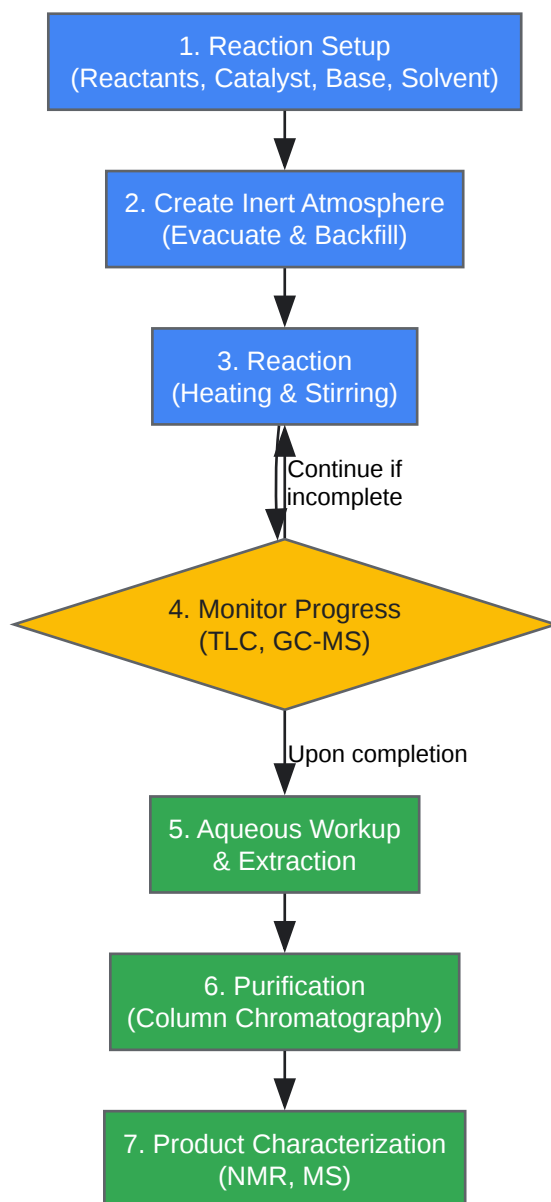 1. Reaction Setup
(Reactants, Catalyst, Base, Solvent)
2. Create Inert Atmosphere
(Evacuate & Backfill)
3. Reaction
(Heating & Stirring)
Continue if
incomplete
4. Monitor Progress
(TLC, GC-MS)
Upon completion
5. Aqueous Workup
& Extraction
6. Purification
(Column Chromatography)
7. Product Characterization
(NMR, MS)